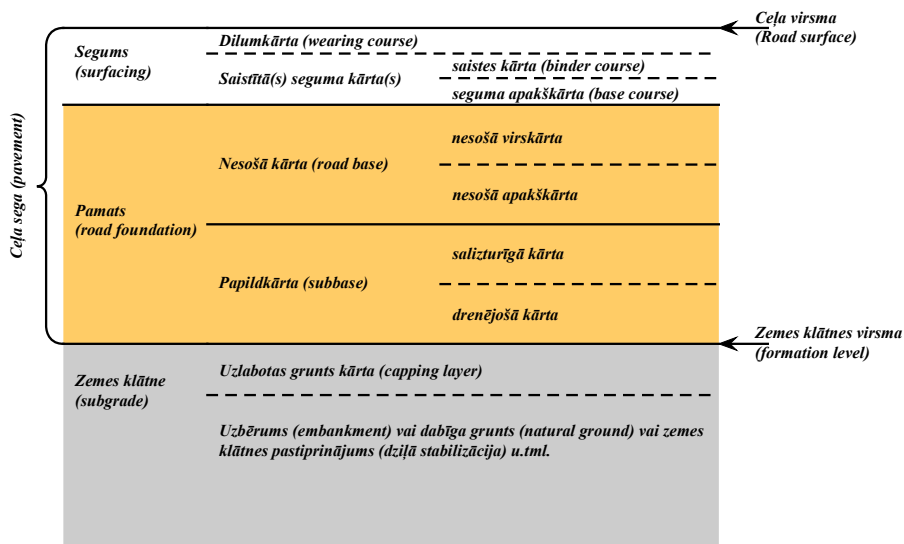 Ceļa virsma
(Road surface)
Ceļa sega (pavement)
Segums
(surfacing)
Dilumkārta (wearing course)
Saistītā(s) seguma kārta(s)
saistes kārta (binder course)
seguma apakškārta (base course)
Pamats
(road foundation)
Nesošā kārta (road base)
nesošā virskārta
nesošā apakškārta
Papildkārta (subbase)
salizturīgā kārta
drenējošā kārta
Zemes klātnes virsma
(formation level)
Zemes klātne
(subgrade)
Uzlabotas grunts kārta (capping layer)
Uzbērums (embankment) vai dabīga grunts (natural ground) vai zemes
klātnes pastiprinājums (dziļā stabilizācija) u.tml.